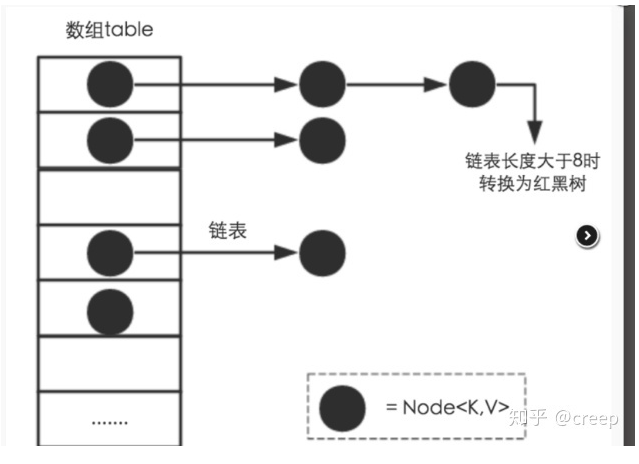 数组table
链表长度大于8时
转换为红黑树
链表
= Node<K,V>
知乎 @creep
.......